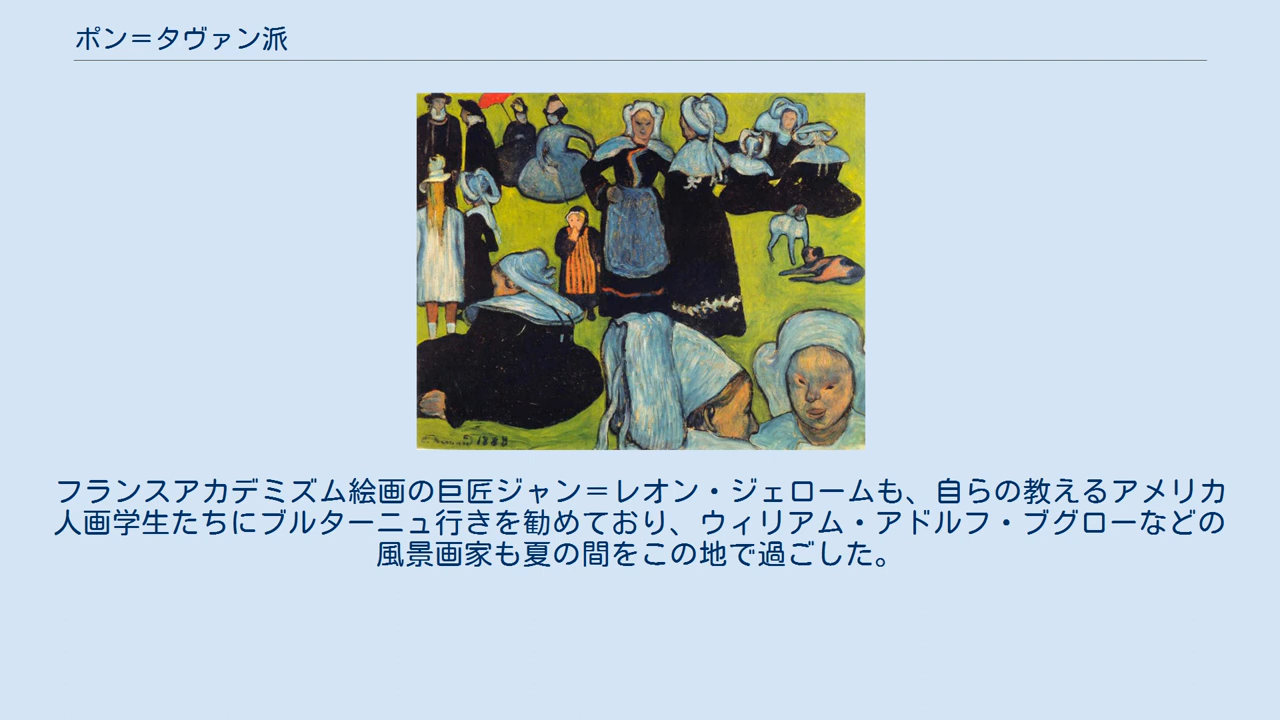 ポン＝タヴァン派
フランスアカデミズム絵画の巨匠ジャン＝レオン・ジェロームも、自らの教えるアメリカ
人画学生たちにブルターニュ行きを勧めており、ウィリアム・アドルフ・ブグローなどの
風景画家も夏の間をこの地で過ごした。